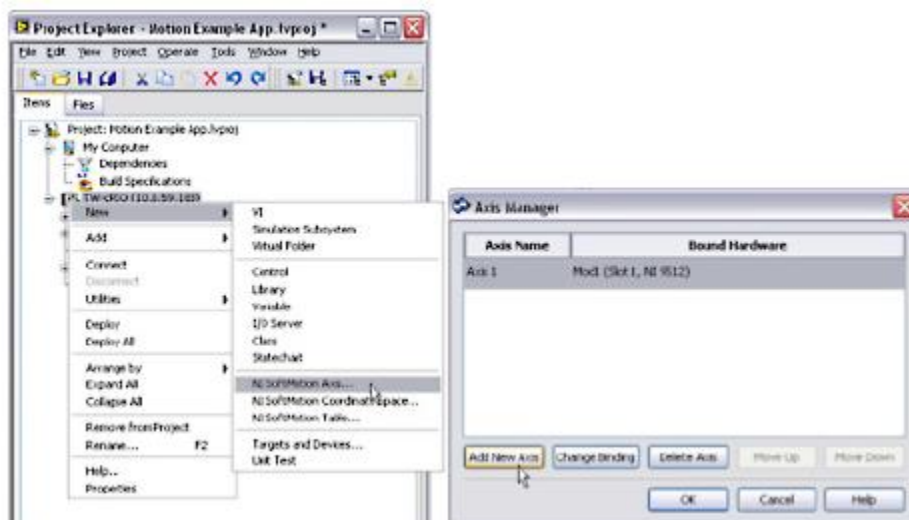 Project Explorer - Motion Example App.lvproj *
File Edit View Project Operate Tools Window Help
Items Files
Project: Motion Example App.lvproj
My Computer
Dependencies
Build Specifications
New
Add
Connect
Disconnect
Utilities
Deploy
Deploy All
Arrange by
Expand All
Collapse All
Remove from Project
Rename... F2
Help...
Properties
VI
Simulation Subsystem
Virtual Folder
Control
Library
Variable
I/O Server
Class
Statechart
NI SoftMotion Axis...
NI SoftMotion Coordinate Space...
NI SoftMotion Table...
Targets and Devices...
Unit Test
Axis Manager
Axis Name Bound Hardware
Axis 1 Mod1 (Slot 1, NI 9512)
Add New Axis Change Binding Delete Axis Move Up Move Down
OK Cancel Help